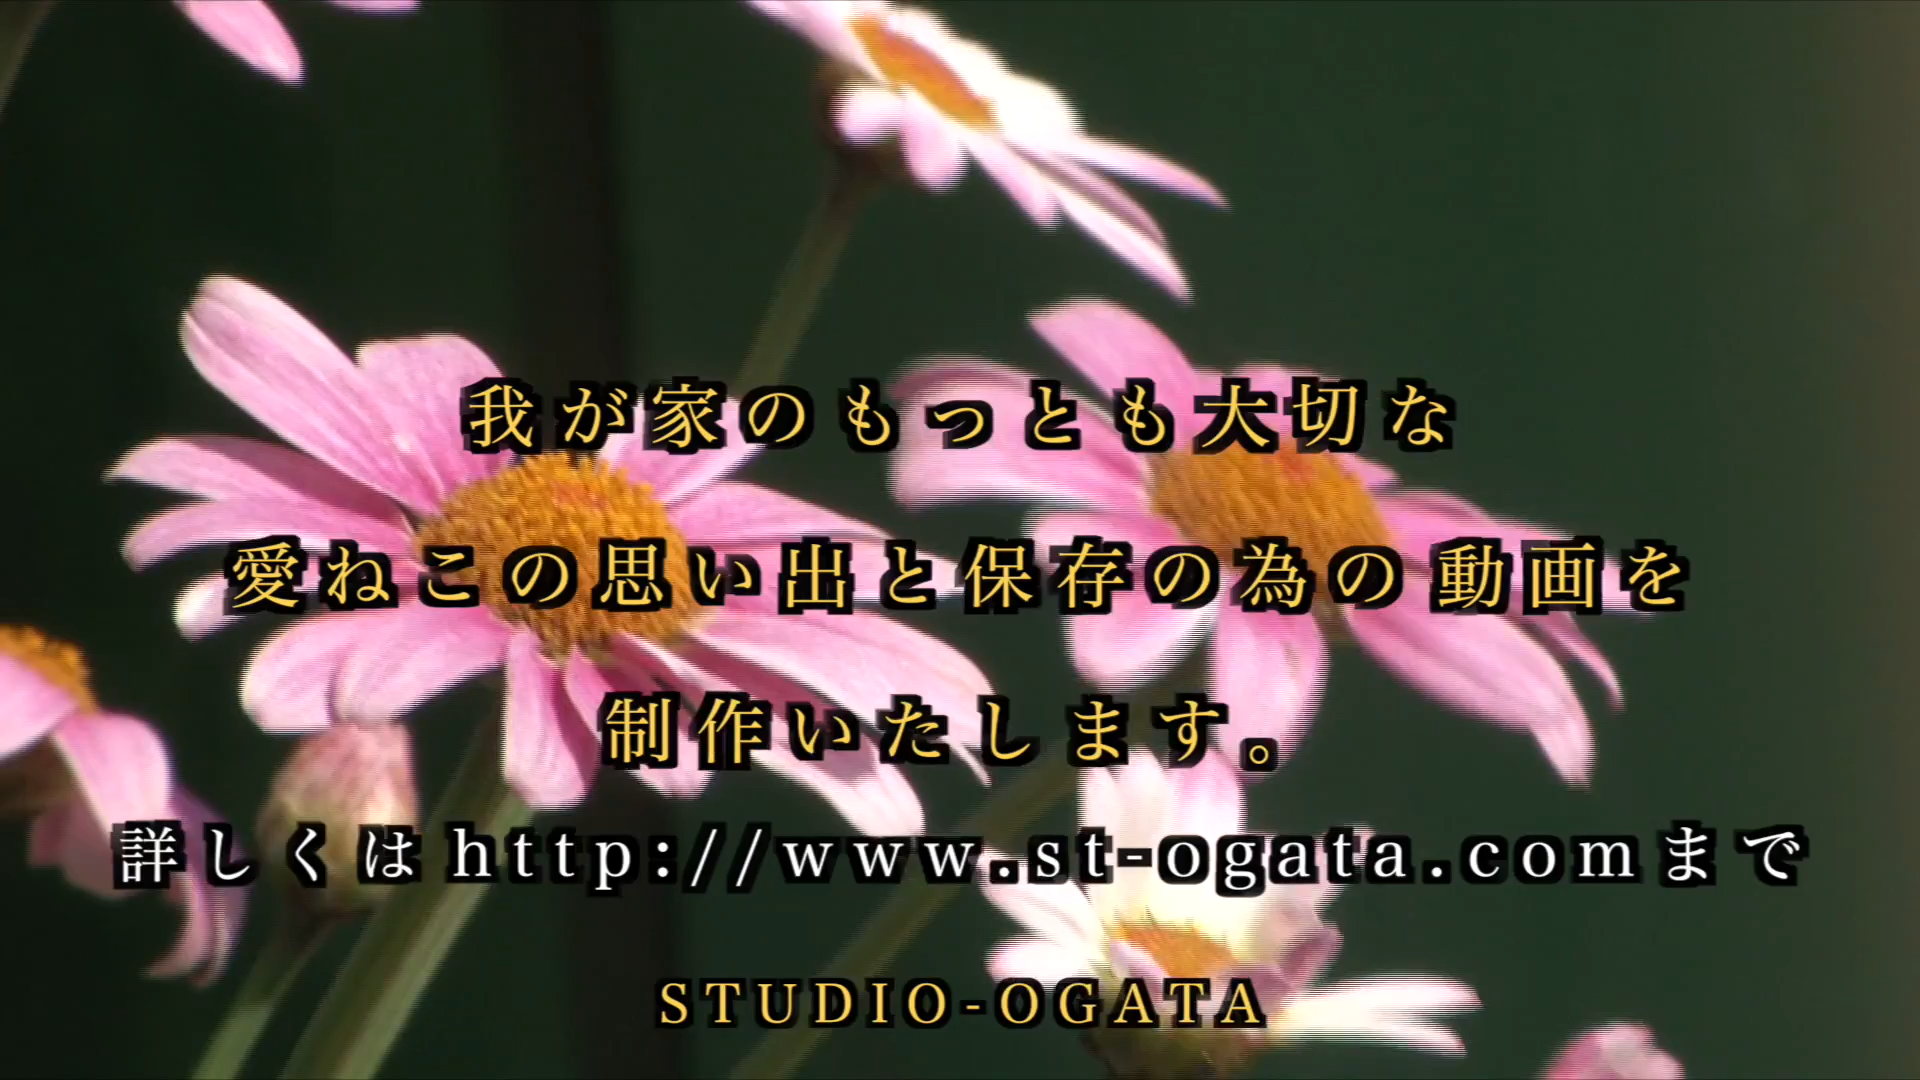 我が家のもっとも大切な
愛ねこの思い出と保存の為の動画を
制作いたします。
詳しくはhttp://www.st-ogata.comまで
STUDIO-OGATA